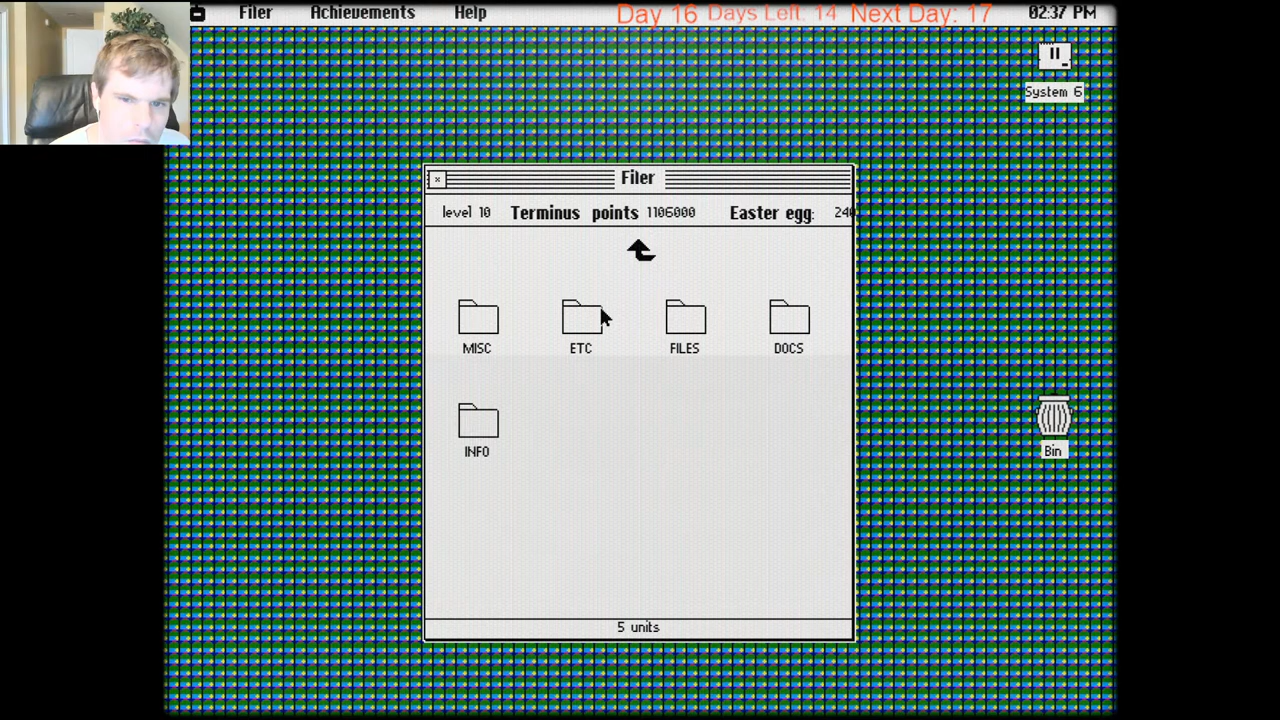 Filer Achievements Help Day 16 Days Left: 14 Next Day: 17 02:37 PM
System 6
Filer
level 10 Terminus points 1106000 Easter egg: 240
MISC ETC FILES DOCS
INFO
Bin
5 units